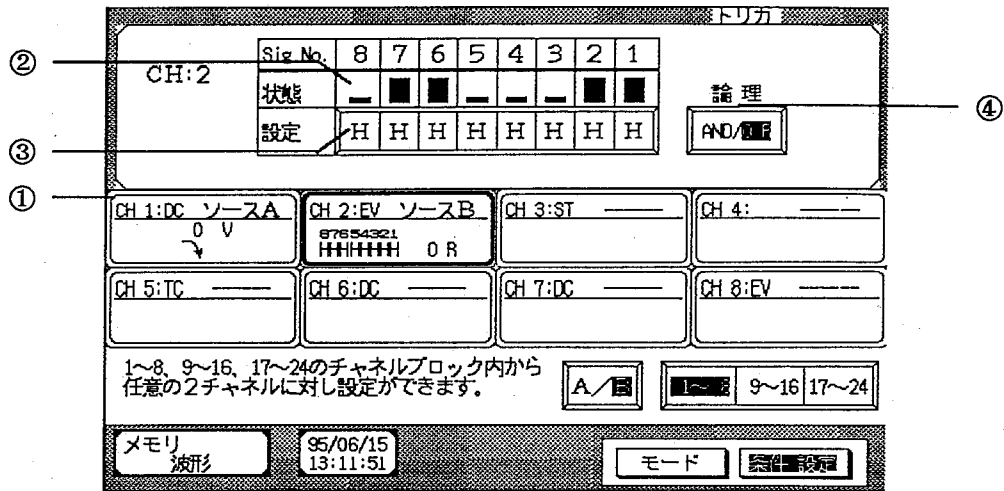 トリガ
② Sig No. 8 7 6 5 4 3 2 1
CH:2
状態
論理
④
設定 H H H H H H H H
AND/OR
③
①
CH 1:DC ソースA
0 V
CH 2:EV ソースB
87654321
HHHHHHHH OR
CH 3:ST -----
CH 4: -----
CH 5:TC -----
CH 6:DC -----
CH 7:DC -----
CH 8:EV -----
1〜8、9〜16、17〜24のチャネルブロック内から
任意の2チャネルに対し設定ができます。
A/B
1〜8 9〜16 17〜24
メモリ
波形
95/06/15
13:11:51
モード
条件設定